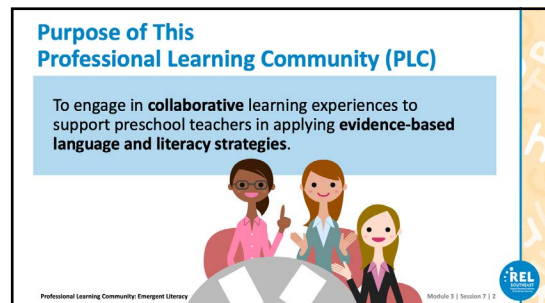 Purpose of This
Professional Learning Community (PLC)
To engage in collaborative learning experiences to
support preschool teachers in applying evidence-based
language and literacy strategies.
Professional Learning Community: Emergent Literacy
Module 3 | Session 7 | 2
REL
SOUTHEAST